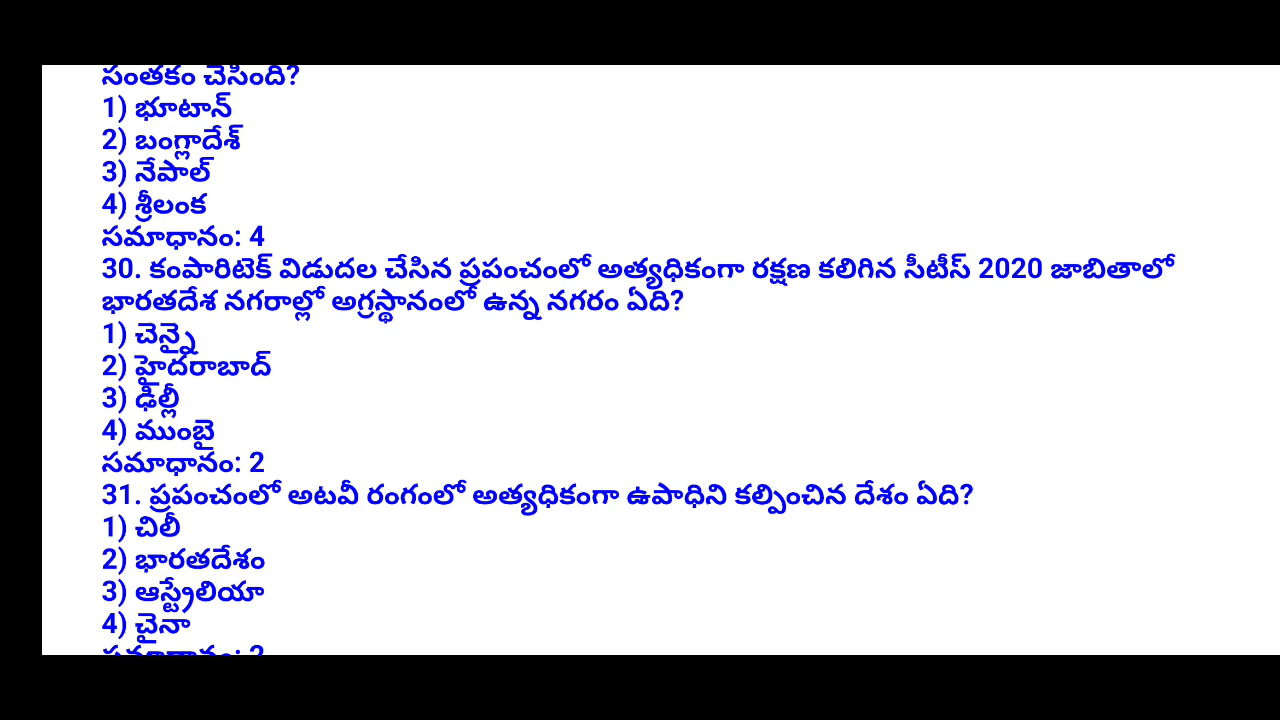 సంతకం చేసింది?
1) భూటాన్
2) బంగ్లాదేశ్
3) నేపాల్
4) శ్రీలంక
సమాధానం: 4
30. కంపారిటెక్ విడుదల చేసిన ప్రపంచంలో అత్యధికంగా రక్షణ కలిగిన సీటీస్ 2020 జాబితాలో
భారతదేశ నగరాల్లో అగ్రస్థానంలో ఉన్న నగరం ఏది?
1) చెన్నై
2) హైదరాబాద్
3) ఢిల్లీ
4) ముంబై
సమాధానం: 2
31. ప్రపంచంలో అటవీ రంగంలో అత్యధికంగా ఉపాధిని కల్పించిన దేశం ఏది?
1) చిలీ
2) భారతదేశం
3) ఆస్ట్రేలియా
4) చైనా
సమాధానం: